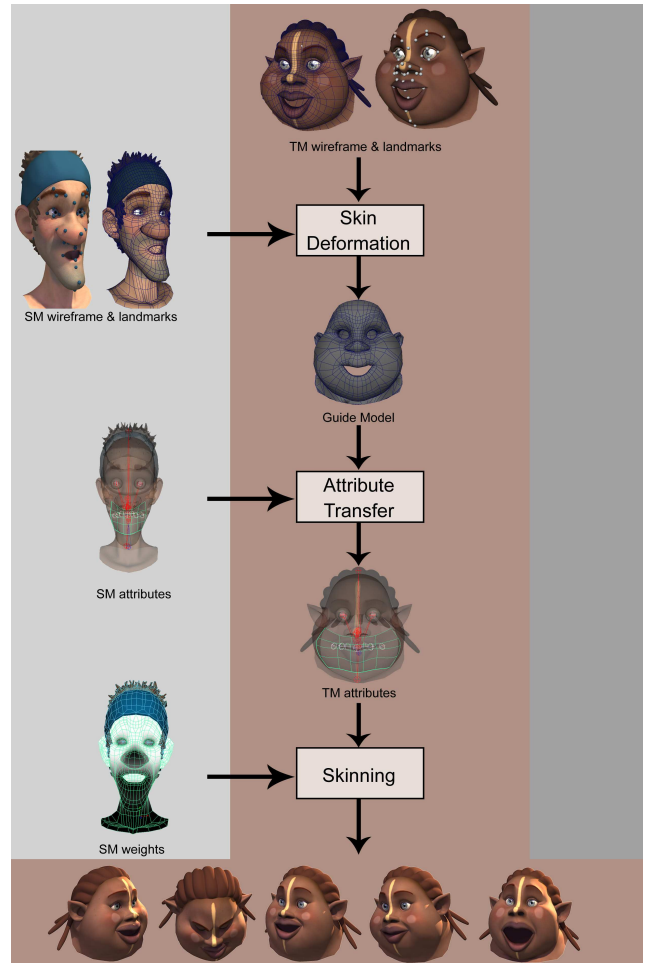 TM wireframe & landmarks
Skin
Deformation
SM wireframe & landmarks
Guide Model
Attribute
Transfer
SM attributes
TM attributes
Skinning
SM weights